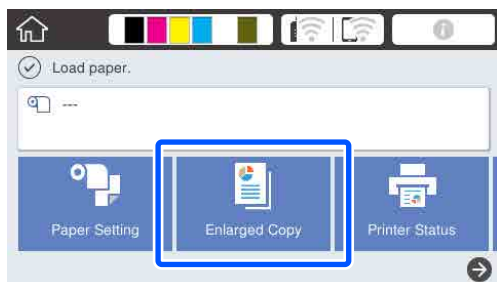 Load paper.
---
Paper Setting
Enlarged Copy
Printer Status